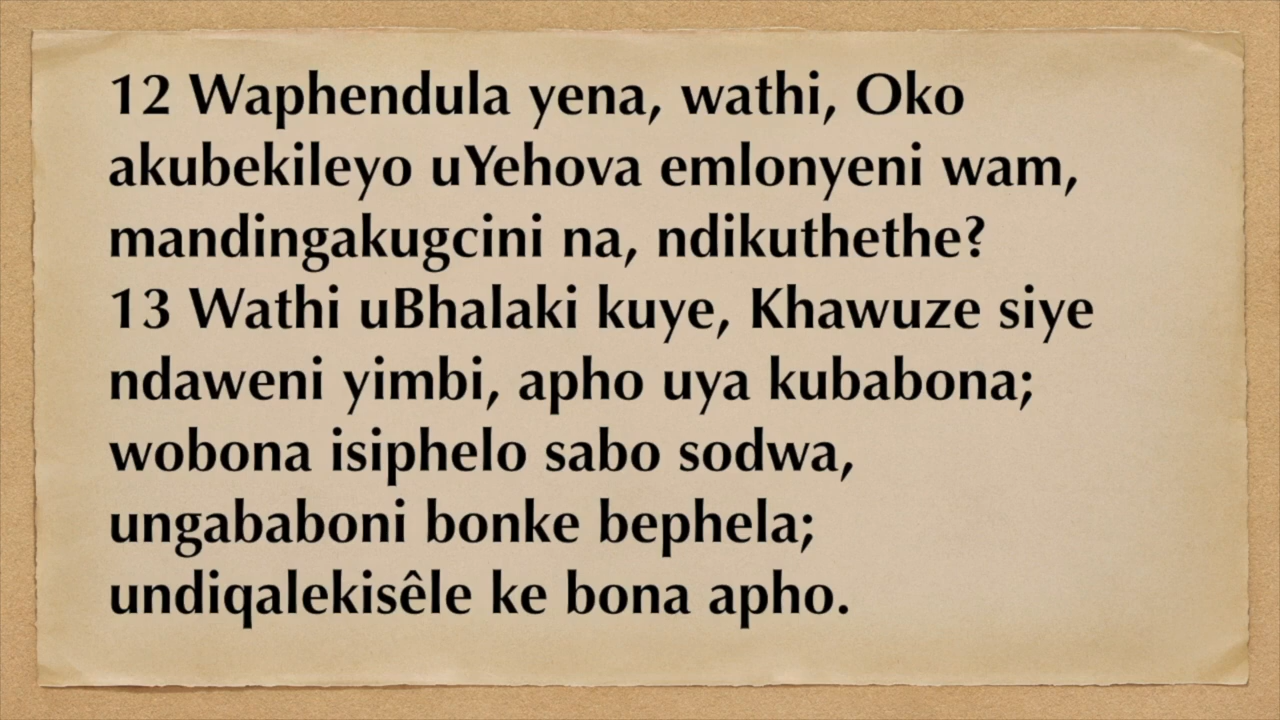 12 Waphendula yena, wathi, Oko
akubekileyo uYehova emlonyeni wam,
mandingakugcini na, ndikuthethe?
13 Wathi uBhalaki kuye, Khawuze siye
ndaweni yimbi, apho uya kubabona;
wobona isiphelo sabo sodwa,
ungababoni bonke bephela;
undiqalekisêle ke bona apho.